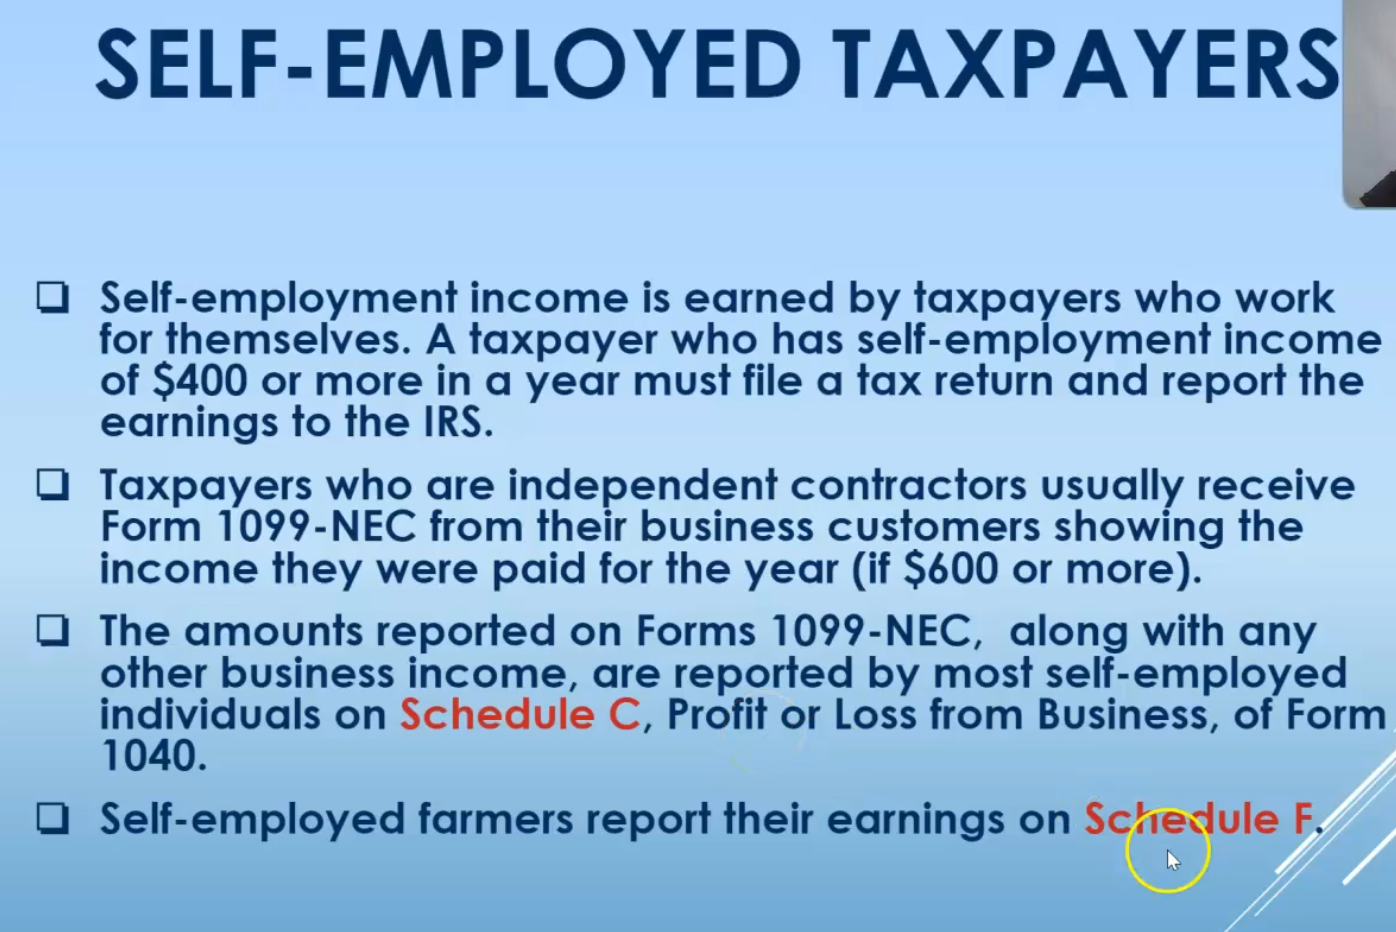 SELF-EMPLOYED TAXPAYERS
Self-employment income is earned by taxpayers who work
for themselves. A taxpayer who has self-employment income
of $400 or more in a year must file a tax return and report the
earnings to the IRS.
Taxpayers who are independent contractors usually receive
Form 1099-NEC from their business customers showing the
income they were paid for the year (if $600 or more).
The amounts reported on Forms 1099-NEC,  along with any
other business income, are reported by most self-employed
individuals on Schedule C, Profit or Loss from Business, of Form
1040.
Self-employed farmers report their earnings on Schedule F.